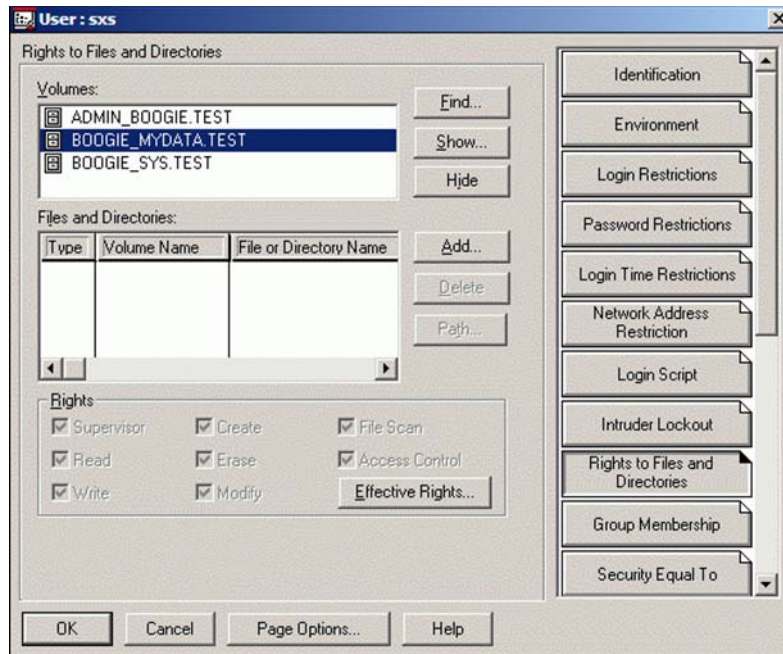 User : sxs
Rights to Files and Directories
Volumes:
ADMIN_BOOGIE.TEST
BOOGIE_MYDATA.TEST
BOOGIE_SYS.TEST
Find...
Show...
Hide
Files and Directories:
Type Volume Name File or Directory Name
Add...
Delete
Path...
Rights
Supervisor Create File Scan
Read Erase Access Control
Write Modify Effective Rights...
Identification
Environment
Login Restrictions
Password Restrictions
Login Time Restrictions
Network Address
Restriction
Login Script
Intruder Lockout
Rights to Files and
Directories
Group Membership
Security Equal To
OK Cancel Page Options... Help